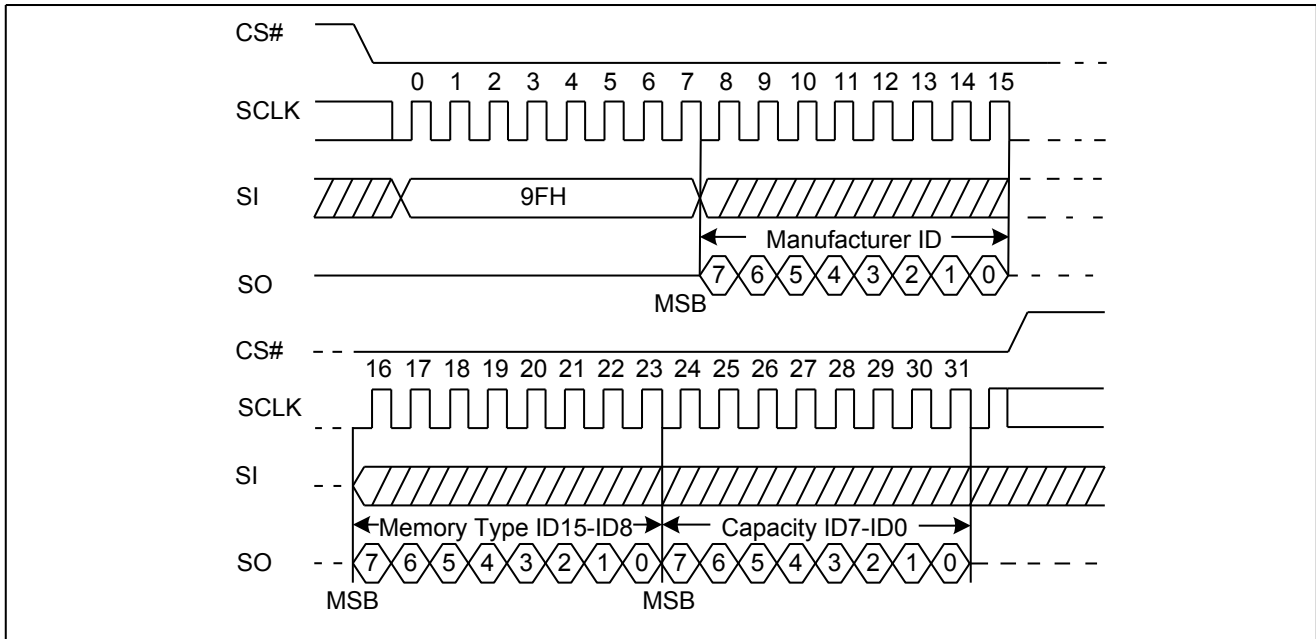 CS#
0 1 2 3 4 5 6 7 8 9 10 11 12 13 14 15
SCLK
SI 9FH
Manufacturer ID
SO 7 6 5 4 3 2 1 0
MSB
CS#
16 17 18 19 20 21 22 23 24 25 26 27 28 29 30 31
SCLK
SI
Memory Type ID15-ID8 Capacity ID7-ID0
SO 7 6 5 4 3 2 1 0 7 6 5 4 3 2 1 0
MSB MSB